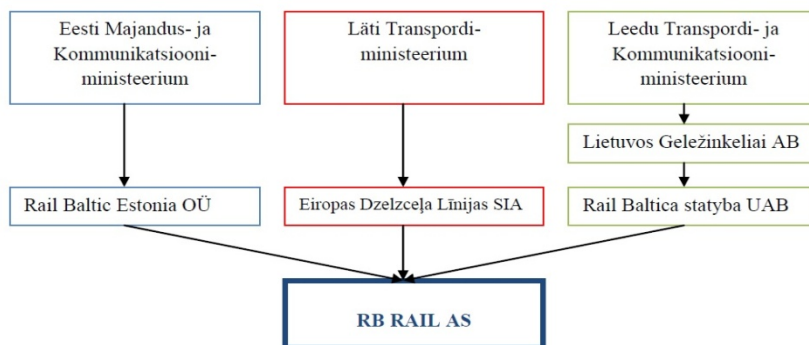 Eesti Majandus- ja
Kommunikatsiooni-
ministeerium
Läti Transpordi-
ministeerium
Leedu Transpordi- ja
Kommunikatsiooni-
ministeerium
Lietuvos Geležinkeliai AB
Rail Baltic Estonia OÜ
Eiropas Dzelzceļa Līnijas SIA
Rail Baltica statyba UAB
RB RAIL AS